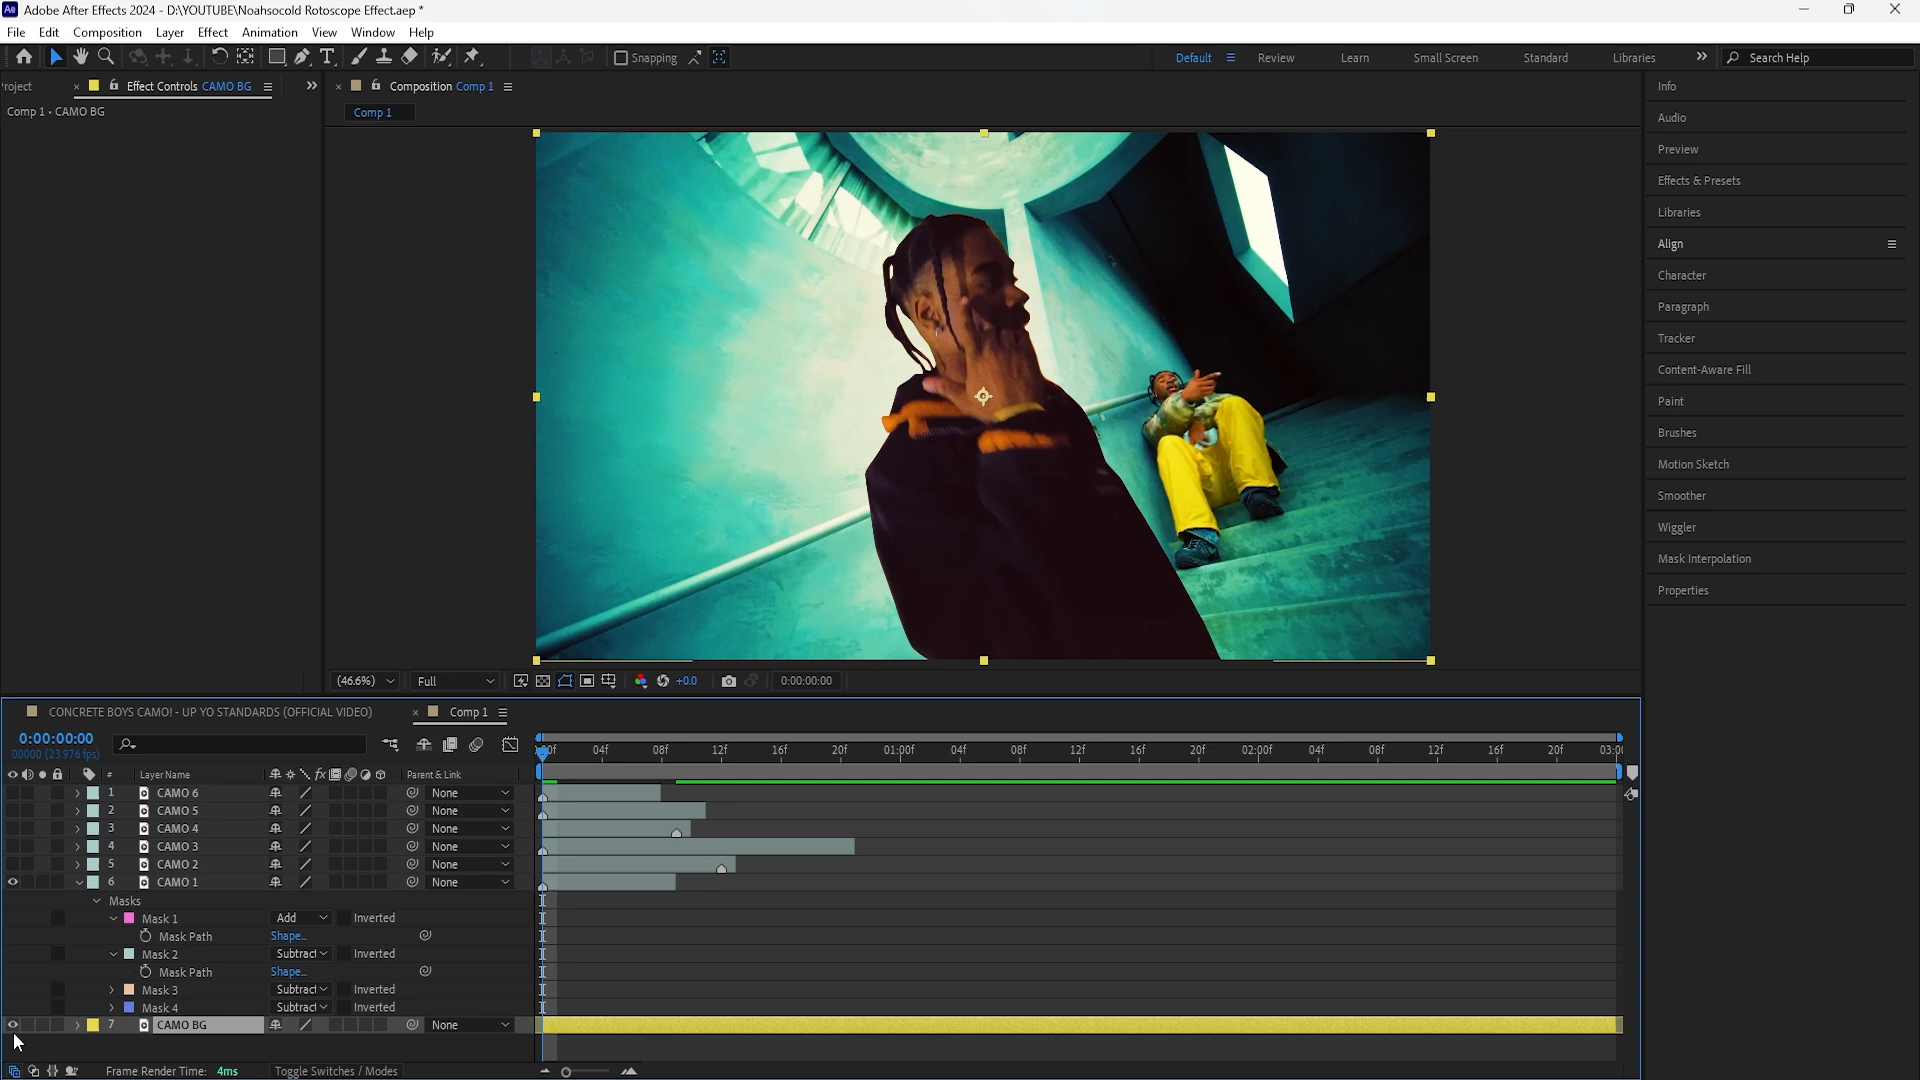 Ae Adobe After Effects 2024 - D:\YOUTUBE\Noahsocold Rotoscope Effect.aep *
File Edit Composition Layer Effect Animation View Window Help
Snapping
Default Review Learn Small Screen Standard Libraries Search Help
roject × Effect Controls CAMO BG × Composition Comp 1
Comp 1 • CAMO BG
Comp 1
Info
Audio
Preview
Effects & Presets
Libraries
Align
Character
Paragraph
Tracker
Content-Aware Fill
Paint
Brushes
Motion Sketch
Smoother
Wiggler
Mask Interpolation
Properties
(46.6%) Full +0.0 0:00:00:00
CONCRETE BOYS CAMO! - UP YO STANDARDS (OFFICIAL VIDEO) × Comp 1
0:00:00:00
00000 (23.976 fps)
04f 08f 12f 16f 20f 01:00f 04f 08f 12f 16f 20f 02:00f 04f 08f 12f 16f 20f
# Layer Name fx Parent & Link
1 CAMO 6 None
2 CAMO 5 None
3 CAMO 4 None
4 CAMO 3 None
5 CAMO 2 None
6 CAMO 1 None
Masks
Mask 1 Add Inverted
Mask Path Shape...
Mask 2 Subtract Inverted
Mask Path Shape...
Mask 3 Subtract Inverted
Mask 4 Subtract Inverted
7 CAMO BG None
Frame Render Time: 4ms Toggle Switches / Modes